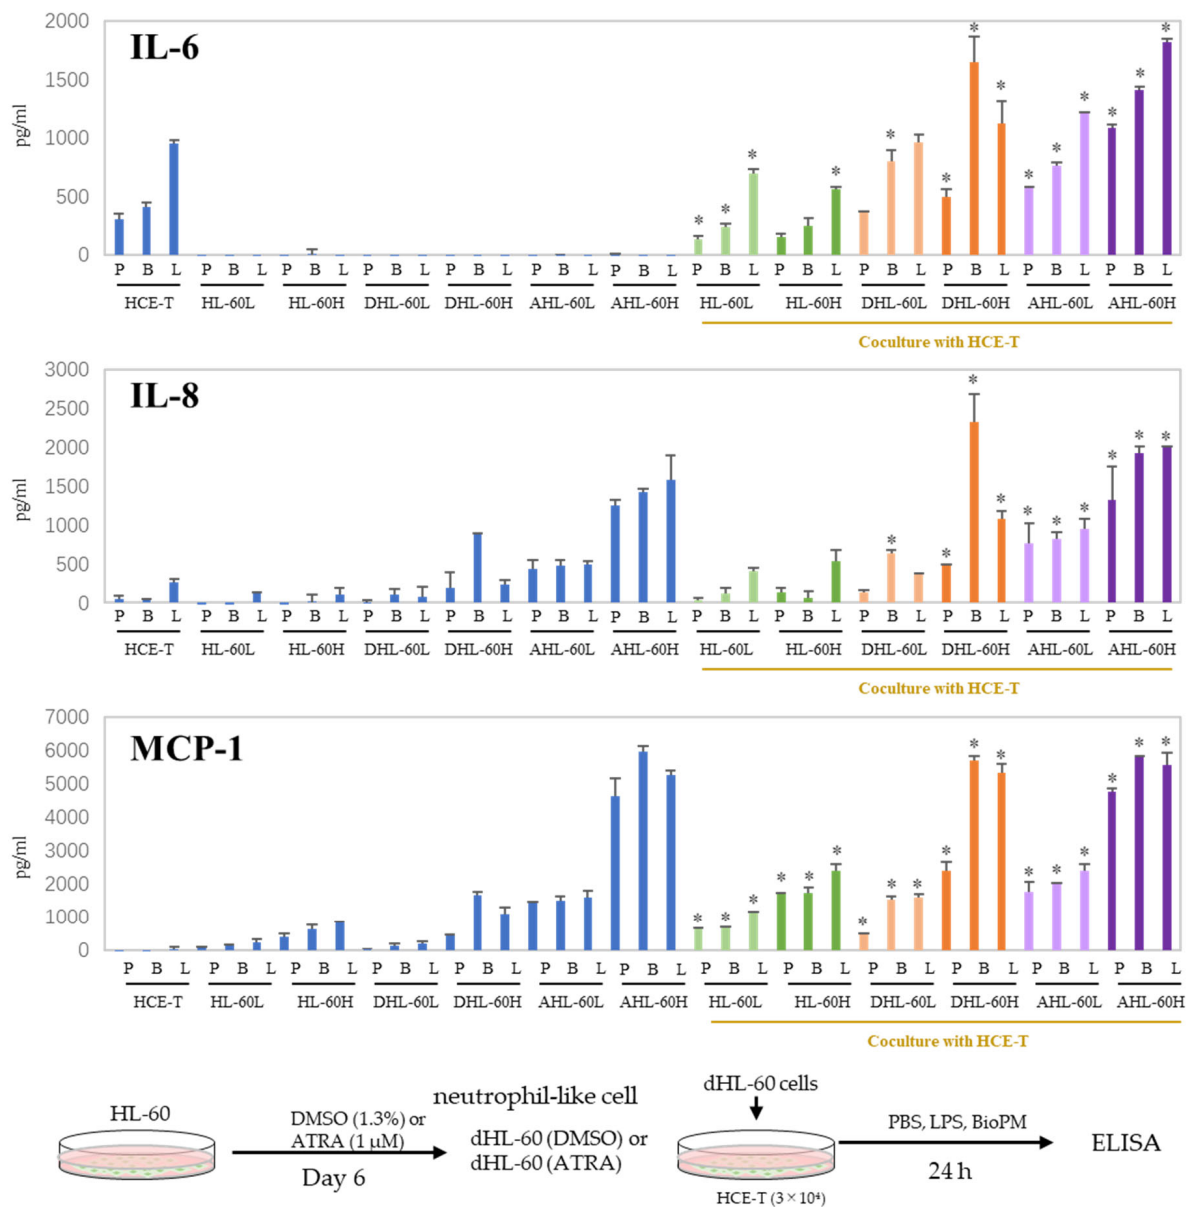 IL-6
pg/ml
2000
1500
1000
500
0
* * * * * * * * * * * * * *
P B L P B L P B L P B L P B L P B L P B L P B L P B L P B L P B L P B L P B L
HCE-T HL-60L HL-60H DHL-60L DHL-60H AHL-60L AHL-60H HL-60L HL-60H DHL-60L DHL-60H AHL-60L AHL-60H
Coculture with HCE-T
IL-8
pg/ml
3000
2500
2000
1500
1000
500
0
* * * * * * * * * *
P B L P B L P B L P B L P B L P B L P B L P B L P B L P B L P B L P B L P B L
HCE-T HL-60L HL-60H DHL-60L DHL-60H AHL-60L AHL-60H HL-60L HL-60H DHL-60L DHL-60H AHL-60L AHL-60H
Coculture with HCE-T
MCP-1
pg/ml
7000
6000
5000
4000
3000
2000
1000
0
* * * * * * * * * * * * * * * * * *
P B L P B L P B L P B L P B L P B L P B L P B L P B L P B L P B L P B L P B L
HCE-T HL-60L HL-60H DHL-60L DHL-60H AHL-60L AHL-60H HL-60L HL-60H DHL-60L DHL-60H AHL-60L AHL-60H
Coculture with HCE-T
HL-60
DMSO (1.3%) or
ATRA (1 μM)
Day 6
neutrophil-like cell
dHL-60 (DMSO) or
dHL-60 (ATRA)
dHL-60 cells
HCE-T (3 × 10⁴)
PBS, LPS, BioPM
24 h
ELISA